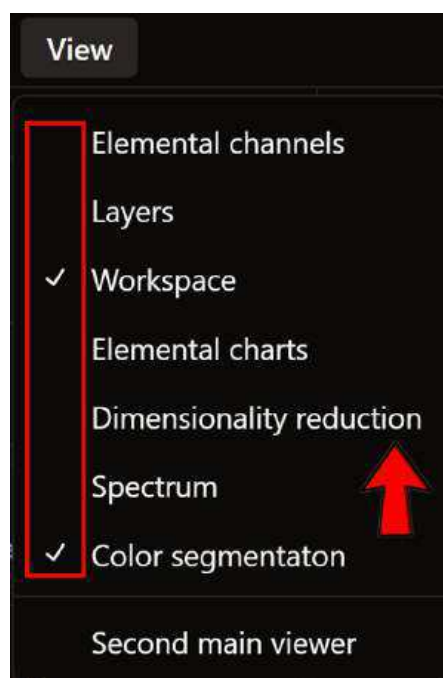 View
Elemental channels
Layers
Workspace
Elemental charts
Dimensionality reduction
Spectrum
Color segmentaton
Second main viewer